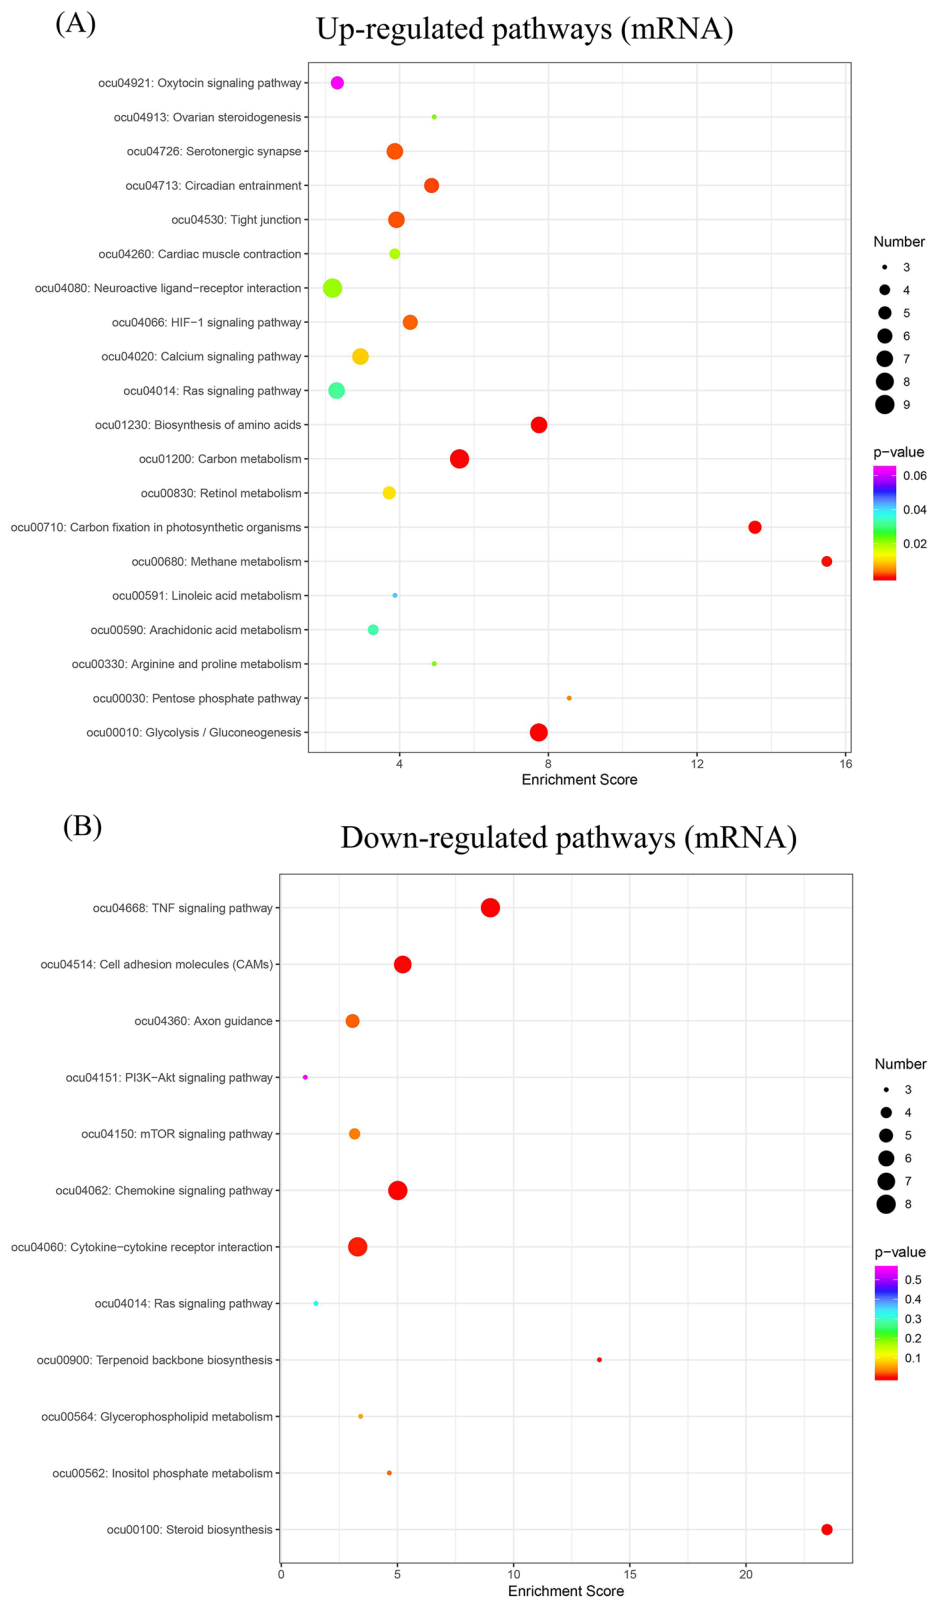 (A)
Up-regulated pathways (mRNA)
ocu04921: Oxytocin signaling pathway
ocu04913: Ovarian steroidogenesis
ocu04726: Serotonergic synapse
ocu04713: Circadian entrainment
ocu04530: Tight junction
ocu04260: Cardiac muscle contraction
ocu04080: Neuroactive ligand−receptor interaction
ocu04066: HIF−1 signaling pathway
ocu04020: Calcium signaling pathway
ocu04014: Ras signaling pathway
ocu01230: Biosynthesis of amino acids
ocu01200: Carbon metabolism
ocu00830: Retinol metabolism
ocu00710: Carbon fixation in photosynthetic organisms
ocu00680: Methane metabolism
ocu00591: Linoleic acid metabolism
ocu00590: Arachidonic acid metabolism
ocu00330: Arginine and proline metabolism
ocu00030: Pentose phosphate pathway
ocu00010: Glycolysis / Gluconeogenesis
4 8 12 16
Enrichment Score
Number
3
4
5
6
7
8
9
p−value
0.06
0.04
0.02
(B)
Down-regulated pathways (mRNA)
ocu04668: TNF signaling pathway
ocu04514: Cell adhesion molecules (CAMs)
ocu04360: Axon guidance
ocu04151: PI3K−Akt signaling pathway
ocu04150: mTOR signaling pathway
ocu04062: Chemokine signaling pathway
ocu04060: Cytokine−cytokine receptor interaction
ocu04014: Ras signaling pathway
ocu00900: Terpenoid backbone biosynthesis
ocu00564: Glycerophospholipid metabolism
ocu00562: Inositol phosphate metabolism
ocu00100: Steroid biosynthesis
0 5 10 15 20
Enrichment Score
Number
3
4
5
6
7
8
p−value
0.5
0.4
0.3
0.2
0.1